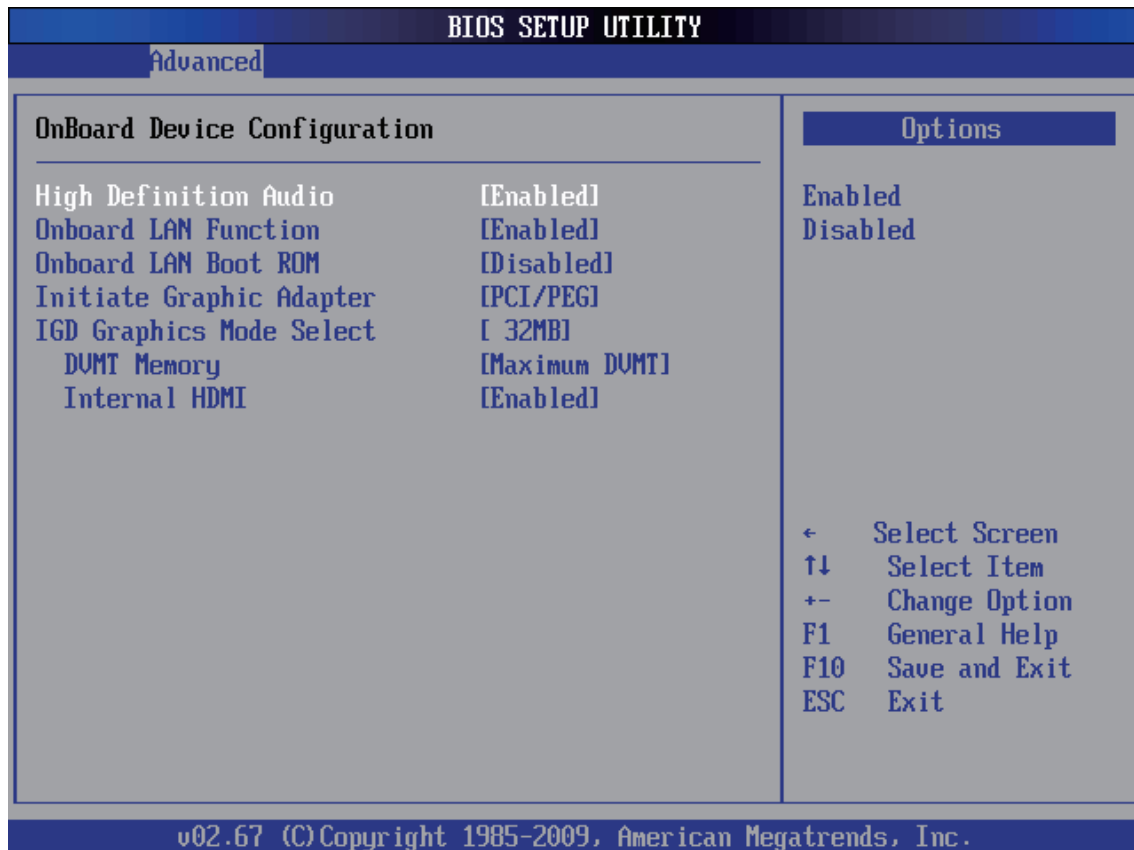 BIOS SETUP UTILITY
Advanced
OnBoard Device Configuration
High Definition Audio [Enabled]
Onboard LAN Function [Enabled]
Onboard LAN Boot ROM [Disabled]
Initiate Graphic Adapter [PCI/PEG]
IGD Graphics Mode Select [ 32MB]
DVMT Memory [Maximum DVMT]
Internal HDMI [Enabled]
Options
Enabled
Disabled
← Select Screen
↑↓ Select Item
+- Change Option
F1 General Help
F10 Save and Exit
ESC Exit
v02.67 (C)Copyright 1985-2009, American Megatrends, Inc.